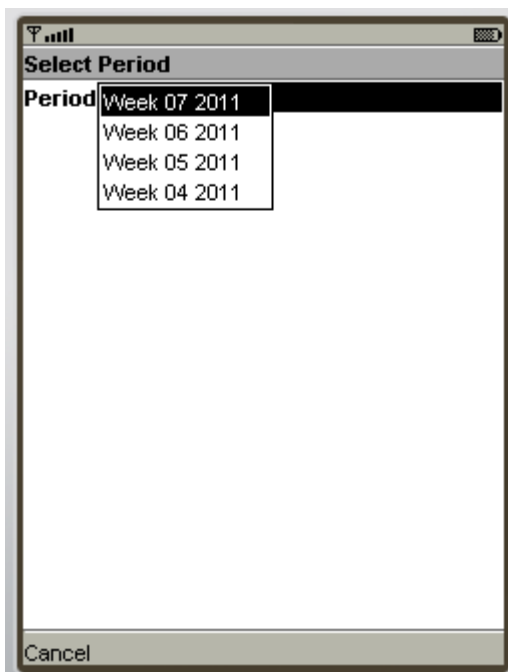 Select Period
Period Week 07 2011
Week 06 2011
Week 05 2011
Week 04 2011
Cancel